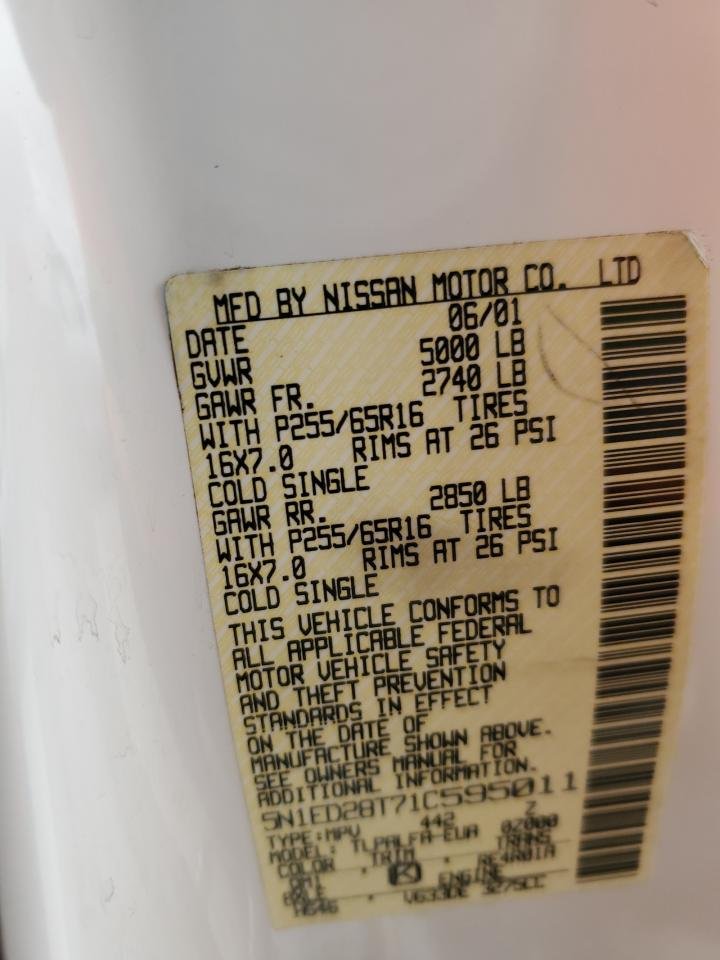 MFD BY NISSAN MOTOR CO. LTD
DATE 06/01
GVWR 5000 LB
GAWR FR. 2740 LB
WITH P255/65R16 TIRES
16X7.0 RIMS AT 26 PSI
COLD SINGLE
GAWR RR. 2850 LB
WITH P255/65R16 TIRES
16X7.0 RIMS AT 26 PSI
COLD SINGLE
THIS VEHICLE CONFORMS TO
ALL APPLICABLE FEDERAL
MOTOR VEHICLE SAFETY
AND THEFT PREVENTION
STANDARDS IN EFFECT
ON THE DATE OF
MANUFACTURE SHOWN ABOVE.
SEE OWNERS MANUAL FOR
ADDITIONAL INFORMATION.
5N1ED28T71C595011
TYPE:MPV 442 Z 02000
MODEL: TLPALFA-EUA
COLOR . TRIM . TRANS
QM1 K RE4R01A
ENGINE
H646 VG33DE 3275CC